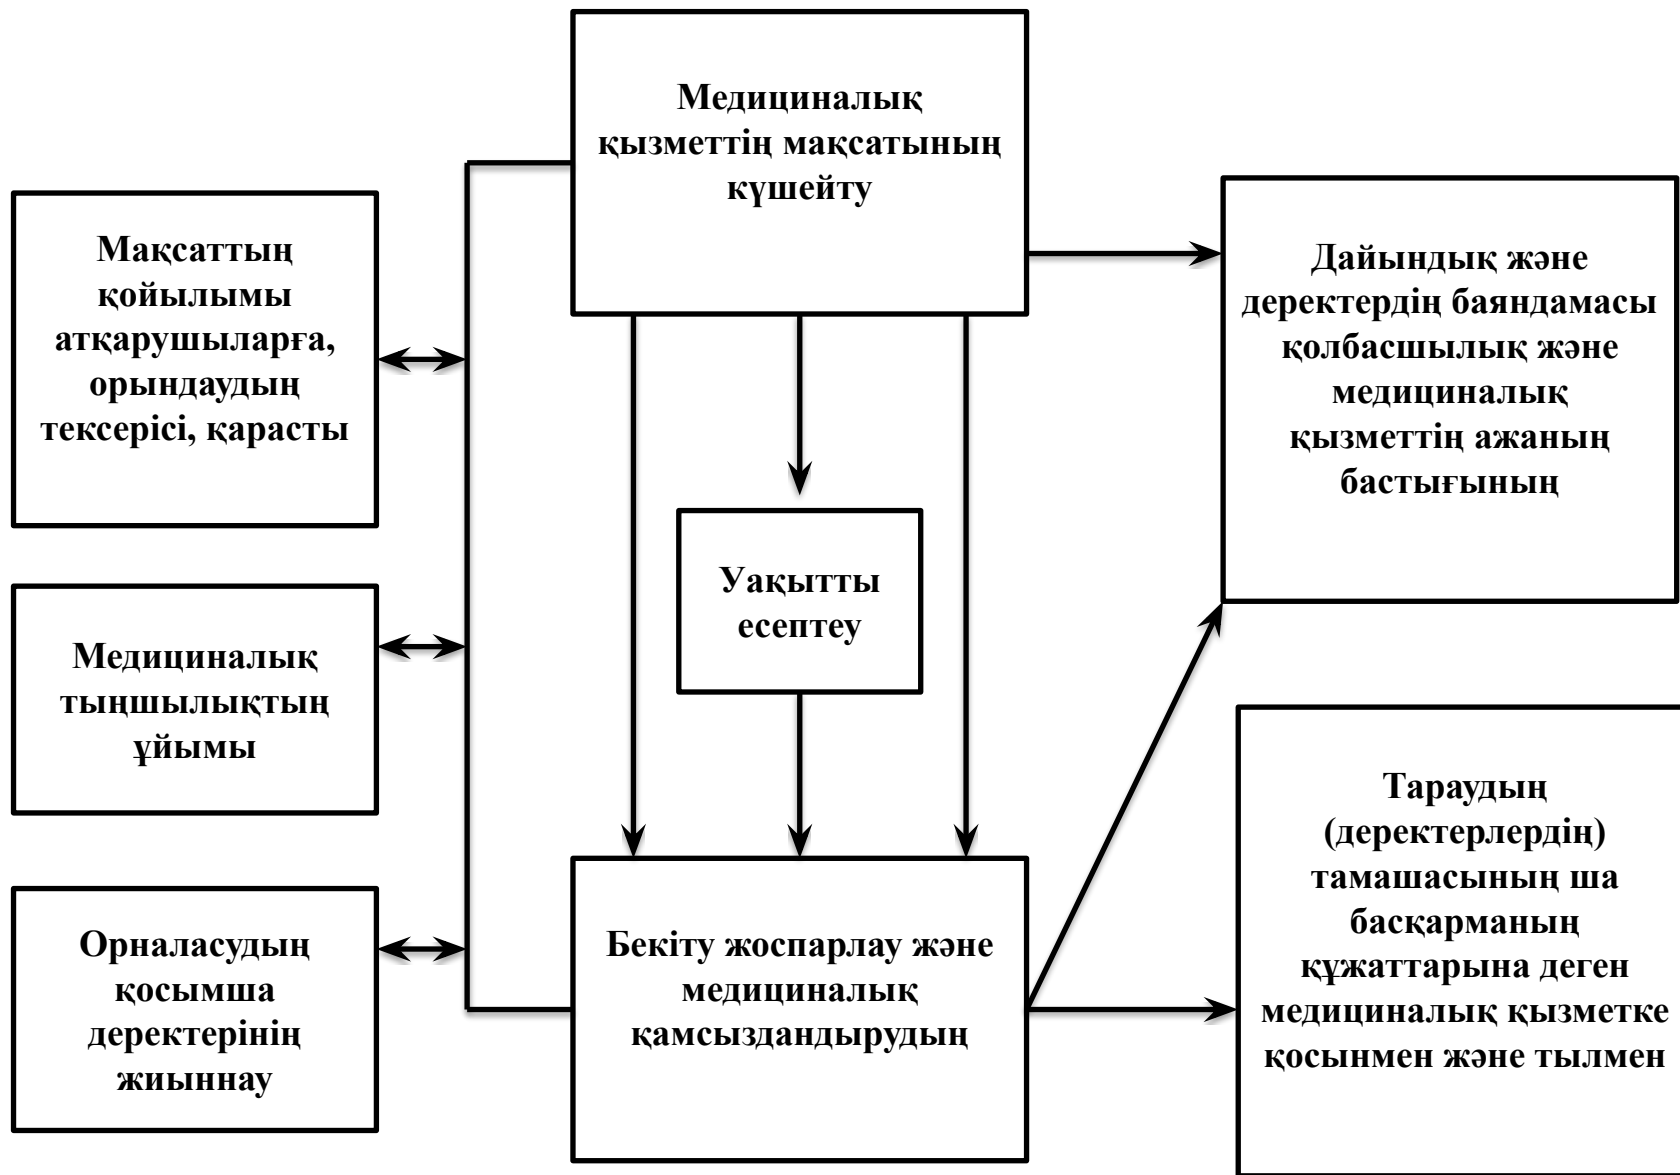 Медициналық
қызметтің мақсатының
күшейту
Мақсаттың
қойылымы
атқарушыларға,
орындаудың
тексерісі, қарасты
Дайындық және
деректердің баяндамасы
қолбасшылық және
медициналық
қызметтің ажаның
бастығының
Уақытты
есептеу
Медициналық
тыңшылықтың
ұйымы
Тараудың
(деректерлердің)
тамашасының ша
басқарманың
құжаттарына деген
медициналық қызметке
қосынмен және тылмен
Орналасудың
қосымша
деректерінің
жиыннау
Бекіту жоспарлау және
медициналық
қамсыздандырудың